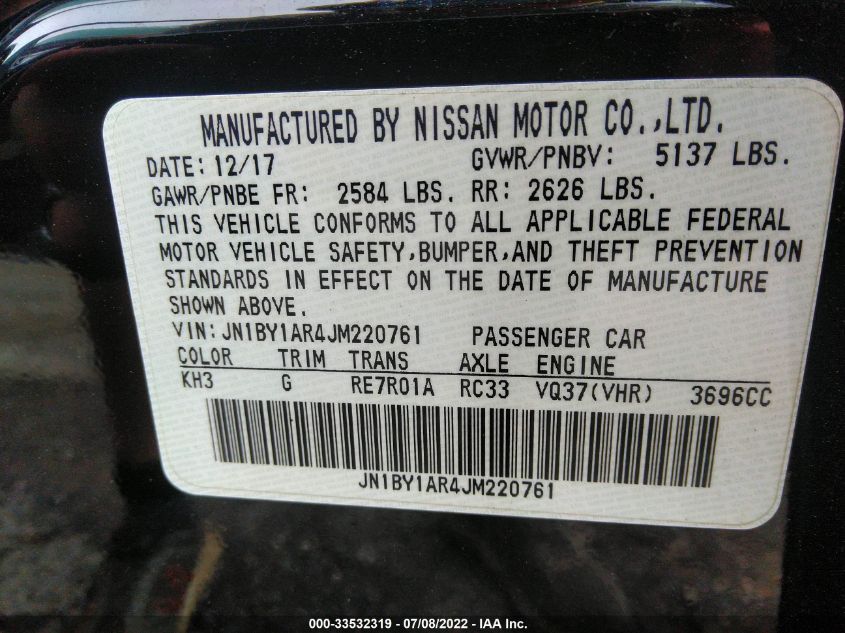 MANUFACTURED BY NISSAN MOTOR CO.,LTD.
DATE: 12/17 GVWR/PNBV: 5137 LBS.
GAWR/PNBE FR: 2584 LBS. RR: 2626 LBS.
THIS VEHICLE CONFORMS TO ALL APPLICABLE FEDERAL
MOTOR VEHICLE SAFETY,BUMPER,AND THEFT PREVENTION
STANDARDS IN EFFECT ON THE DATE OF MANUFACTURE
SHOWN ABOVE.
VIN: JN1BY1AR4JM220761 PASSENGER CAR
COLOR TRIM TRANS AXLE ENGINE
KH3 G RE7R01A RC33 VQ37(VHR) 3696CC
JN1BY1AR4JM220761
000-33532319 - 07/08/2022 - IAA Inc.